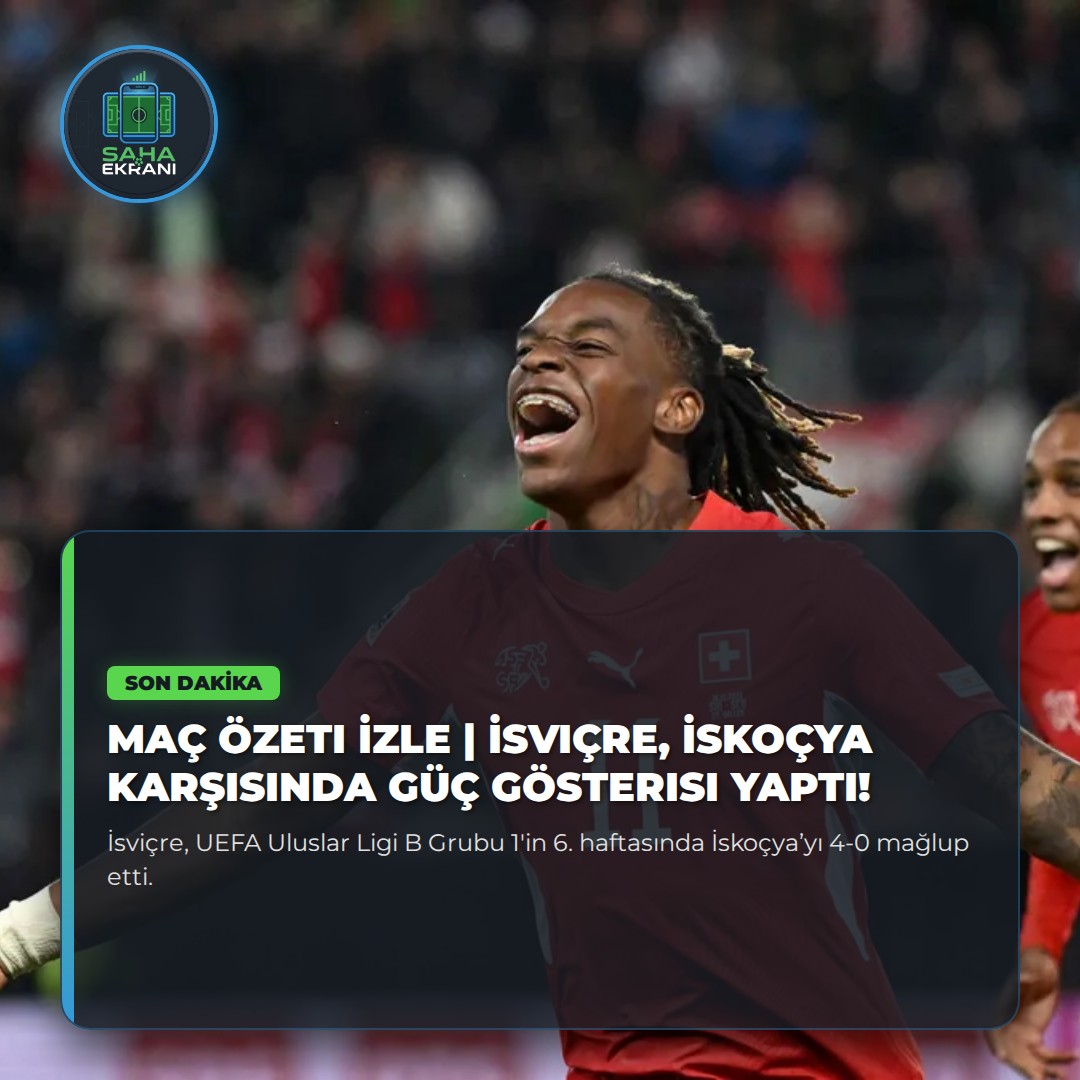 SAHA
EKRANI
SON DAKİKA
MAÇ ÖZETI İZLE | İSVIÇRE, İSKOÇYA
KARŞISINDA GÜÇ GÖSTERISI YAPTI!
İsviçre, UEFA Uluslar Ligi B Grubu 1'in 6. haftasında İskoçya’yı 4-0 mağlup
etti.
11